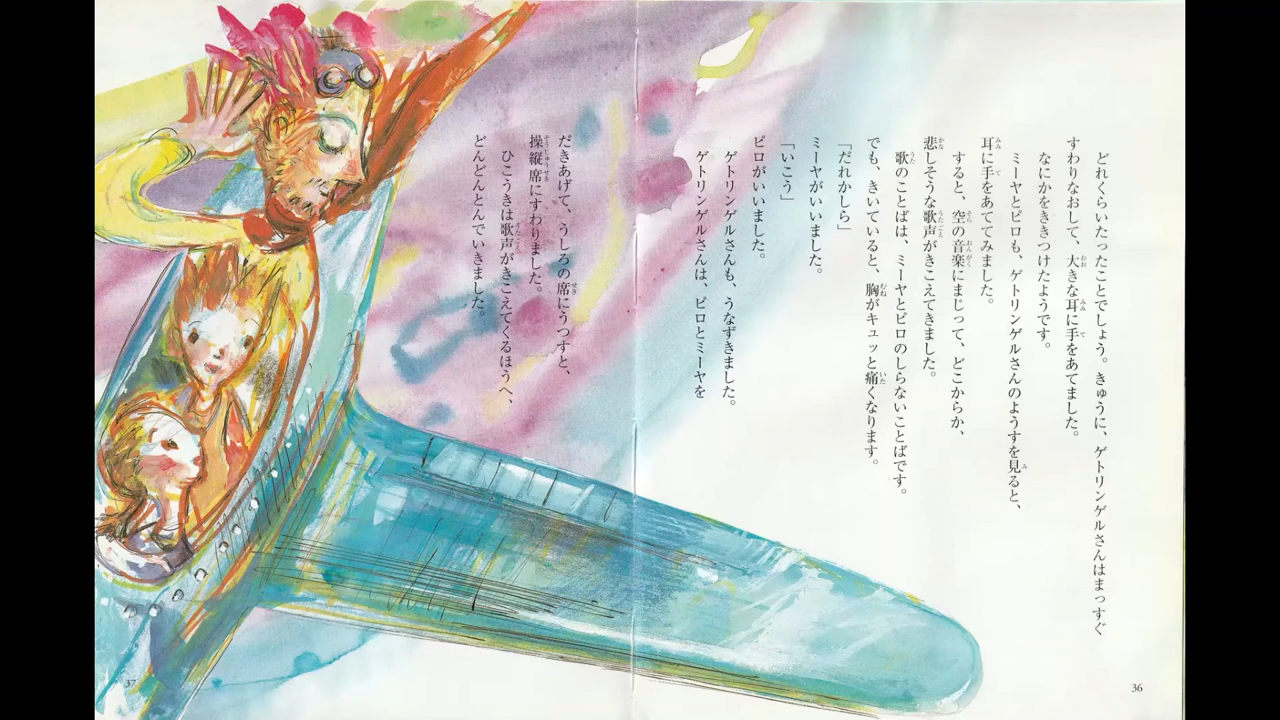 どれくらいたったことでしょう。きゅうに、ゲトリンゲルさんはまっすぐ
すわりなおして、大きな耳に手をあてました。
なにかをききつけたようです。
ミーヤとピロも、ゲトリンゲルさんのようすを見ると、
耳に手をあててみました。
すると、空の音楽にまじって、どこからか、
悲しそうな歌声がきこえてきました。
歌のことばは、ミーヤとピロのしらないことばです。
でも、きいていると、胸がキュッと痛くなります。
「だれかしら」
ミーヤがいいました。
「いこう」
ピロがいいました。
ゲトリンゲルさんも、うなずきました。
ゲトリンゲルさんは、ピロとミーヤを
36
だきあげて、うしろの席にうつすと、
操縦席にすわりました。
ひこうきは歌声がきこえてくるほうへ、
どんどんとんでいきました。
37